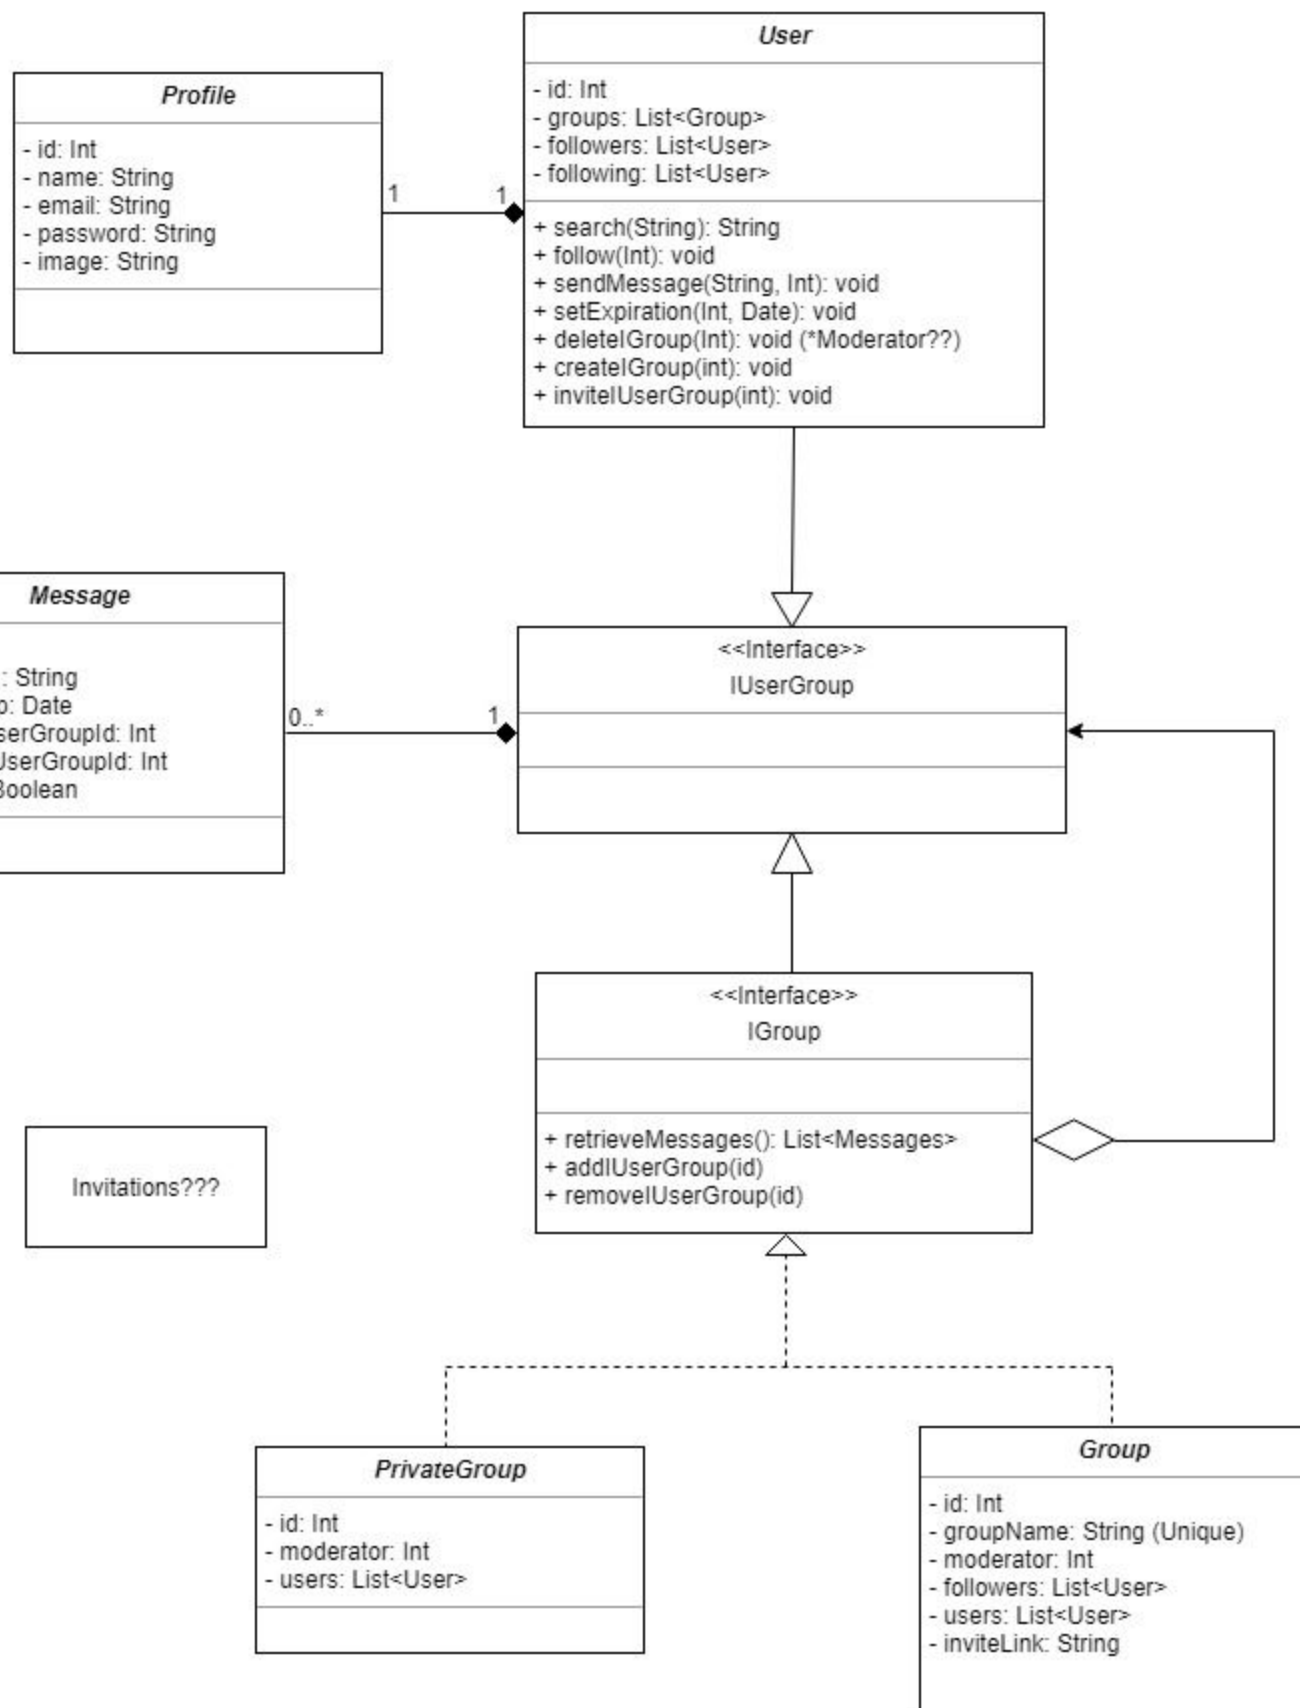 User
- id: Int
- groups: List<Group>
- followers: List<User>
- following: List<User>
+ search(String): String
+ follow(Int): void
+ sendMessage(String, Int): void
+ setExpiration(Int, Date): void
+ deleteIGroup(Int): void (*Moderator??)
+ createIGroup(int): void
+ inviteIUserGroup(int): void
Profile
- id: Int
- name: String
- email: String
- password: String
- image: String
1
1
Message
: String
: Date
serGroupId: Int
UserGroupId: Int
Boolean
0..*
1
<<Interface>>
IUserGroup
<<Interface>>
IGroup
+ retrieveMessages(): List<Messages>
+ addIUserGroup(id)
+ removeIUserGroup(id)
Invitations???
PrivateGroup
- id: Int
- moderator: Int
- users: List<User>
Group
- id: Int
- groupName: String (Unique)
- moderator: Int
- followers: List<User>
- users: List<User>
- inviteLink: String